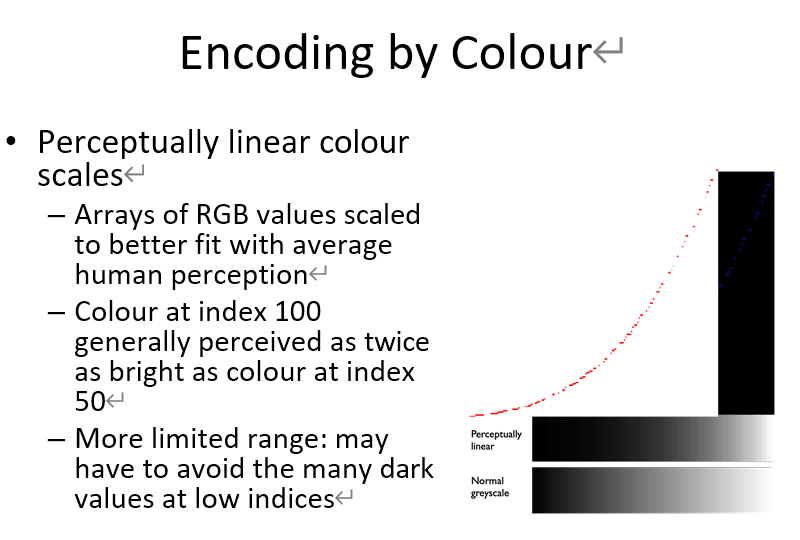 Encoding by Colour↵
• Perceptually linear colour
scales↵
– Arrays of RGB values scaled
to better fit with average
human perception↵
– Colour at index 100
generally perceived as twice
as bright as colour at index
50↵
– More limited range: may
have to avoid the many dark
values at low indices↵
Perceptually
linear
Normal
greyscale